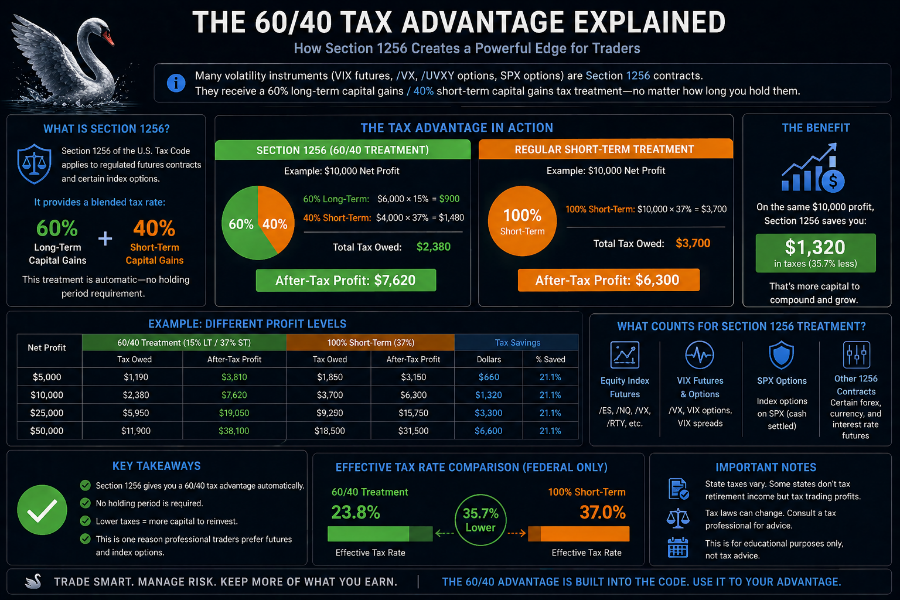 THE 60/40 TAX ADVANTAGE EXPLAINED
How Section 1256 Creates a Powerful Edge for Traders
i
Many volatility instruments (VIX futures, /VX, /UVXY options, SPX options) are Section 1256 contracts.
They receive a 60% long-term capital gains / 40% short-term capital gains tax treatment—no matter how long you hold them.
WHAT IS SECTION 1256?
Section 1256 of the U.S. Tax Code
applies to regulated futures contracts
and certain index options.
It provides a blended tax rate:
60% + 40%
Long-Term Short-Term
Capital Gains Capital Gains
This treatment is automatic—no holding
period requirement.
THE TAX ADVANTAGE IN ACTION
SECTION 1256 (60/40 TREATMENT)
Example: $10,000 Net Profit
60% 40%
60% Long-Term: $6,000 × 15% = $900
40% Short-Term: $4,000 × 37% = $1,480
Total Tax Owed: $2,380
After-Tax Profit: $7,620
REGULAR SHORT-TERM TREATMENT
Example: $10,000 Net Profit
100%
Short-Term
100% Short-Term: $10,000 × 37% = $3,700
Total Tax Owed: $3,700
After-Tax Profit: $6,300
THE BENEFIT
$
On the same $10,000 profit,
Section 1256 saves you:
$1,320
in taxes (35.7% less)
That's more capital to
compound and grow.
EXAMPLE: DIFFERENT PROFIT LEVELS
Net Profit 60/40 Treatment (15% LT / 37% ST) 100% Short-Term (37%) Tax Savings
Tax Owed After-Tax Profit Tax Owed After-Tax Profit Dollars % Saved
$5,000 $1,190 $3,810 $1,850 $3,150 $660 21.1%
$10,000 $2,380 $7,620 $3,700 $6,300 $1,320 21.1%
$25,000 $5,950 $19,050 $9,250 $15,750 $3,300 21.1%
$50,000 $11,900 $38,100 $18,500 $31,500 $6,600 21.1%
WHAT COUNTS FOR SECTION 1256 TREATMENT?
Equity Index
Futures
/ES, /NQ, /VX,
/RTY, etc.
VIX Futures
& Options
/VX, VIX options,
VIX spreads
SPX Options
Index options
on SPX (cash
settled)
Other 1256
Contracts
Certain forex,
currency, and
interest rate
futures
KEY TAKEAWAYS
Section 1256 gives you a 60/40 tax advantage automatically.
No holding period is required.
Lower taxes = more capital to reinvest.
This is one reason professional traders prefer futures
and index options.
EFFECTIVE TAX RATE COMPARISON (FEDERAL ONLY)
60/40 Treatment
23.8%
Effective Tax Rate
35.7%
Lower
100% Short-Term
37.0%
Effective Tax Rate
IMPORTANT NOTES
State taxes vary. Some states don't tax
retirement income but tax trading profits.
Tax laws can change. Consult a tax
professional for advice.
This is for educational purposes only,
not tax advice.
TRADE SMART. MANAGE RISK. KEEP MORE OF WHAT YOU EARN. | THE 60/40 ADVANTAGE IS BUILT INTO THE CODE. USE IT TO YOUR ADVANTAGE.